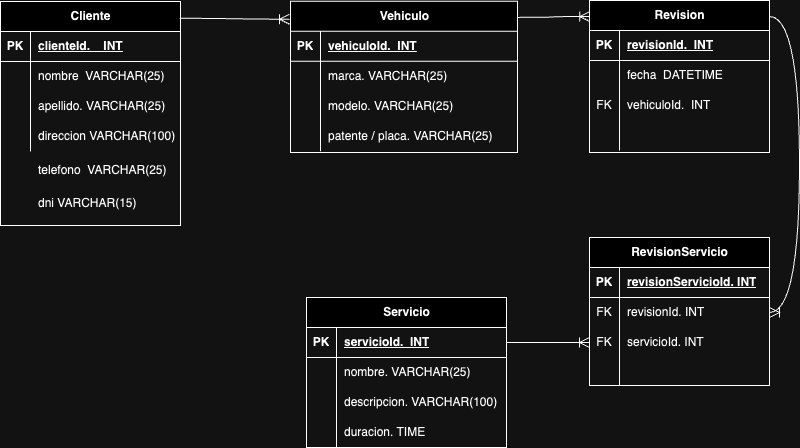 Cliente
PK clienteId. INT
nombre VARCHAR(25)
apellido. VARCHAR(25)
direccion VARCHAR(100)
telefono VARCHAR(25)
dni VARCHAR(15)
Vehiculo
PK vehiculoId. INT
marca. VARCHAR(25)
modelo. VARCHAR(25)
patente / placa. VARCHAR(25)
Revision
PK revisionId. INT
fecha DATETIME
FK vehiculoId. INT
Servicio
PK servicioId. INT
nombre. VARCHAR(25)
descripcion. VARCHAR(100)
duracion. TIME
RevisionServicio
PK revisionServicioId. INT
FK revisionId. INT
FK servicioId. INT